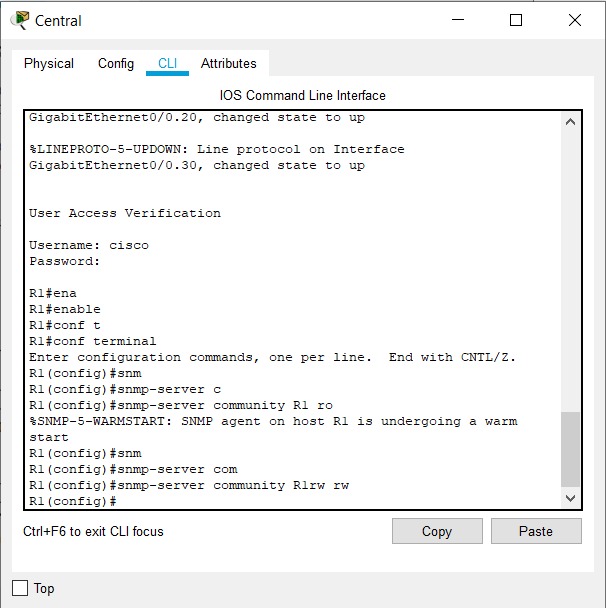 Central
Physical Config CLI Attributes
IOS Command Line Interface
GigabitEthernet0/0.20, changed state to up
%LINEPROTO-5-UPDOWN: Line protocol on Interface
GigabitEthernet0/0.30, changed state to up
User Access Verification
Username: cisco
Password:
R1#ena
R1#enable
R1#conf t
R1#conf terminal
Enter configuration commands, one per line.  End with CNTL/Z.
R1(config)#snm
R1(config)#snmp-server c
R1(config)#snmp-server community R1 ro
%SNMP-5-WARMSTART: SNMP agent on host R1 is undergoing a warm
start
R1(config)#snm
R1(config)#snmp-server com
R1(config)#snmp-server community R1rw rw
R1(config)#
Ctrl+F6 to exit CLI focus
Copy
Paste
Top